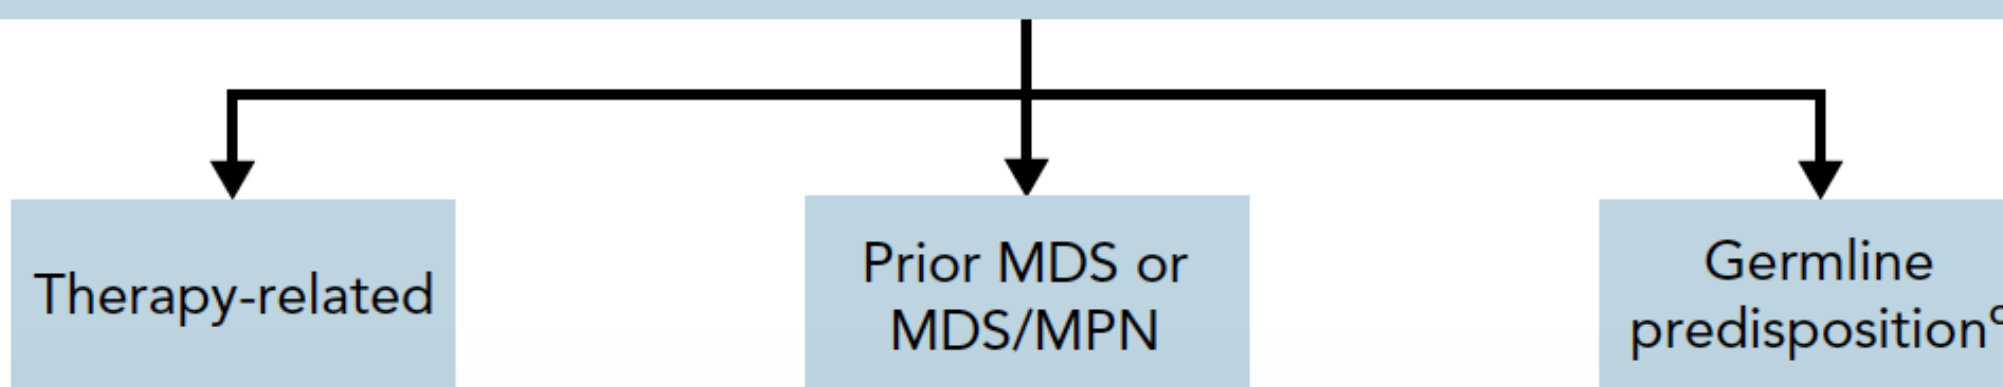 Therapy-related
Prior MDS or
MDS/MPN
Germline
predisposition